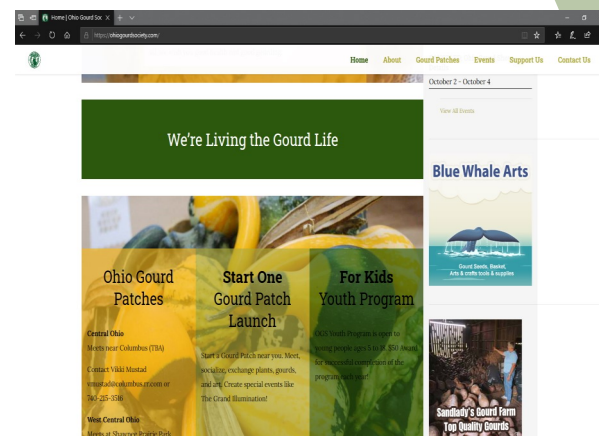 Home | Ohio Gourd Soc
https://ohiogourdsociety.com/
Home About Gourd Patches Events Support Us Contact Us
October 2 - October 4
View All Events
We're Living the Gourd Life
Blue Whale Arts
Gourd Seeds, Basket,
Arts & crafts tools & supplies
Ohio Gourd
Patches
Central Ohio
Meets near Columbus (TBA)
Contact Vikki Mustad
vmustad@columbus.rr.com or
740-215-3516
West Central Ohio
Meets at Shawnee Prairie Park
Start One
Gourd Patch
Launch
Start a Gourd Patch near you. Meet,
socialize, exchange plants, gourds,
and art. Create special events like
The Grand Illumination!
For Kids
Youth Program
OGS Youth Program is open to
young people ages 5 to 18. $50 Award
for successful completion of the
program each year!
Sandlady's Gourd Farm
Top Quality Gourds